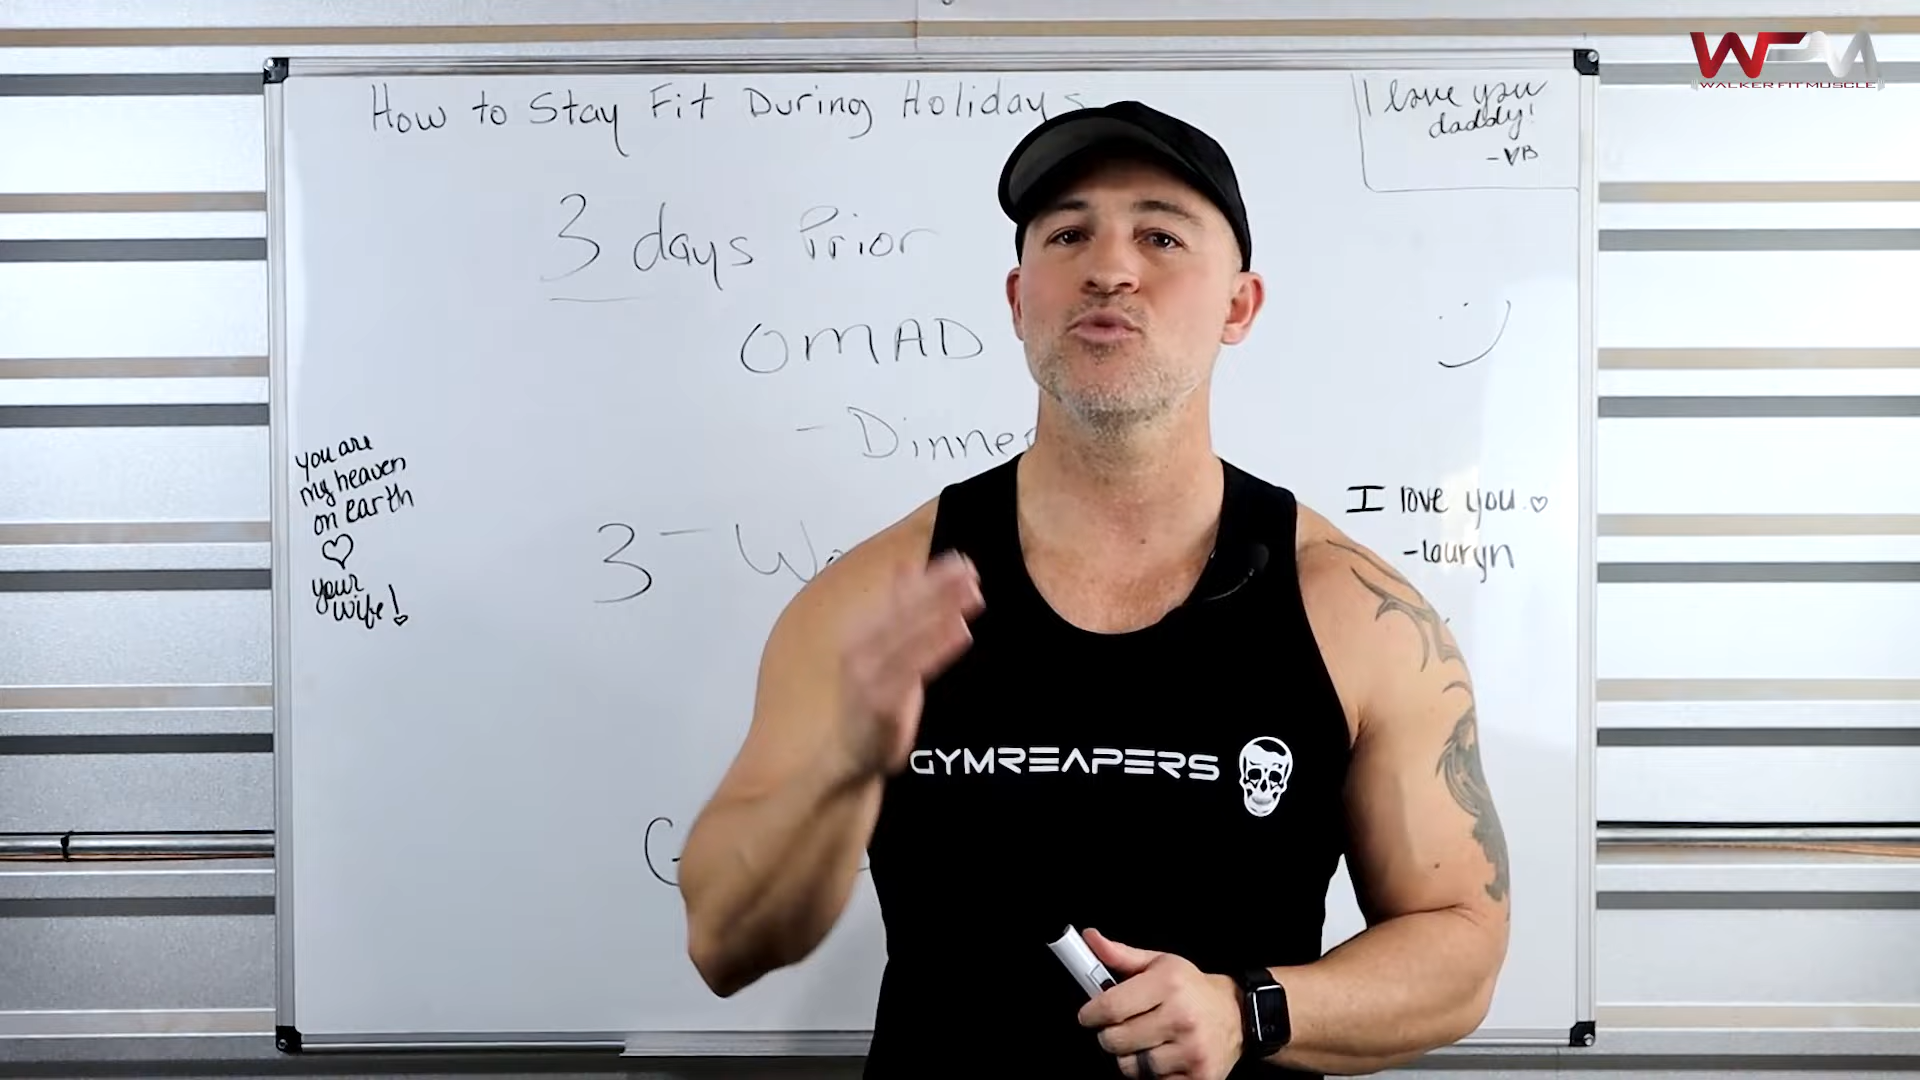 How to Stay Fit During Holidays
WFM
WALKER FIT MUSCLE
I love you
daddy!
3 days Prior
OMAD
- Dinner
you are
my heaven
on earth
your
wife!
3 -
I love you
- Lauryn
GYMREAPERS